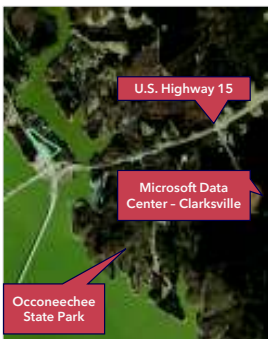 U.S. Highway 15
Microsoft Data
Center – Clarksville
Occoneechee
State Park